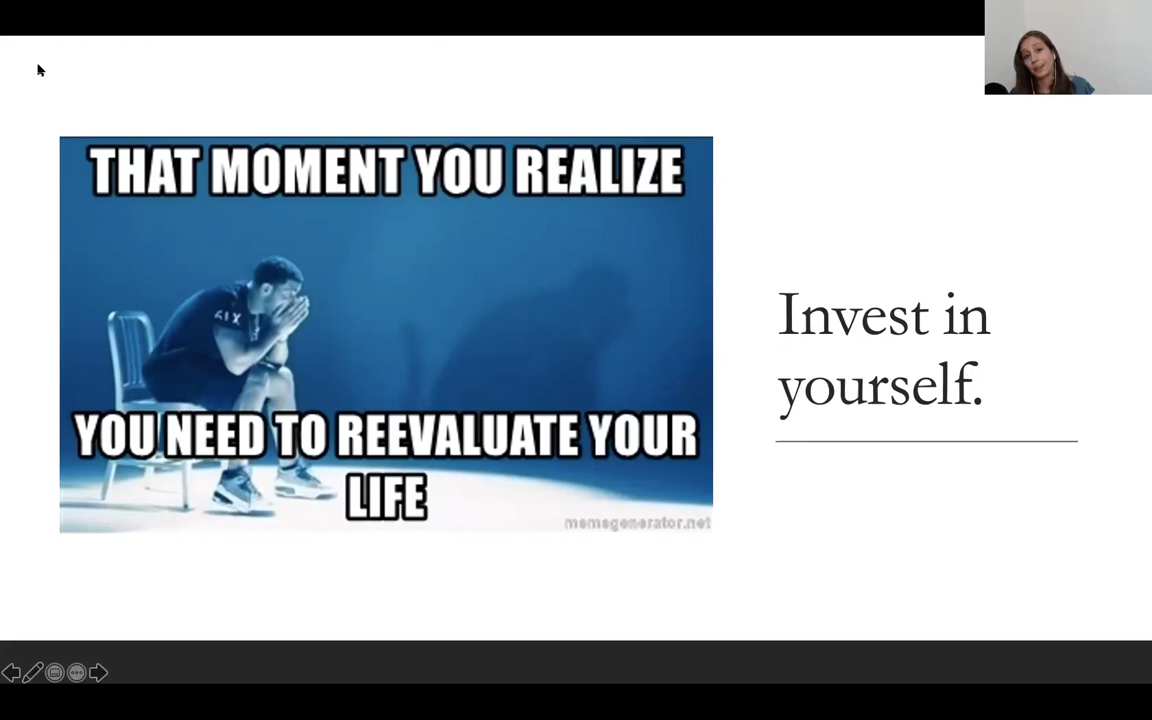 THAT MOMENT YOU REALIZE
YOU NEED TO REEVALUATE YOUR
LIFE
memegenerator.net
Invest in
yourself.